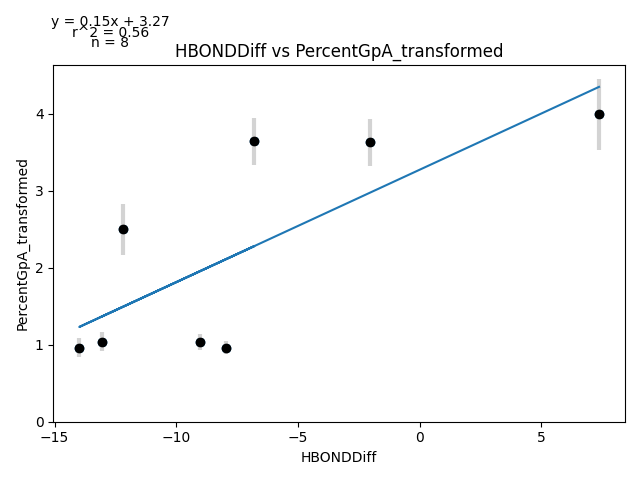 y = 0.15x + 3.27
r^2 = 0.56
n = 8
HBONDDiff vs PercentGpA_transformed
PercentGpA_transformed
4
3
2
1
0
−15
−10
−5
0
5
HBONDDiff